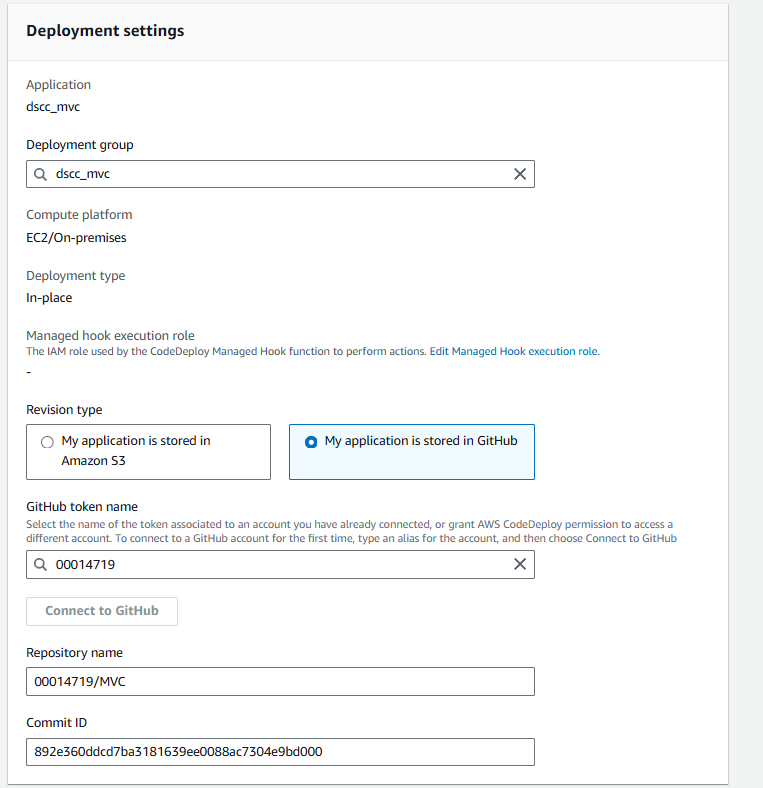 Deployment settings
Application
dscc_mvc
Deployment group
dscc_mvc
Compute platform
EC2/On-premises
Deployment type
In-place
Managed hook execution role
The IAM role used by the CodeDeploy Managed Hook function to perform actions. Edit Managed Hook execution role.
-
Revision type
My application is stored in
Amazon S3
My application is stored in GitHub
GitHub token name
Select the name of the token associated to an account you have already connected, or grant AWS CodeDeploy permission to access a
different account. To connect to a GitHub account for the first time, type an alias for the account, and then choose Connect to GitHub
00014719
Connect to GitHub
Repository name
00014719/MVC
Commit ID
892e360ddcd7ba3181639ee0088ac7304e9bd000